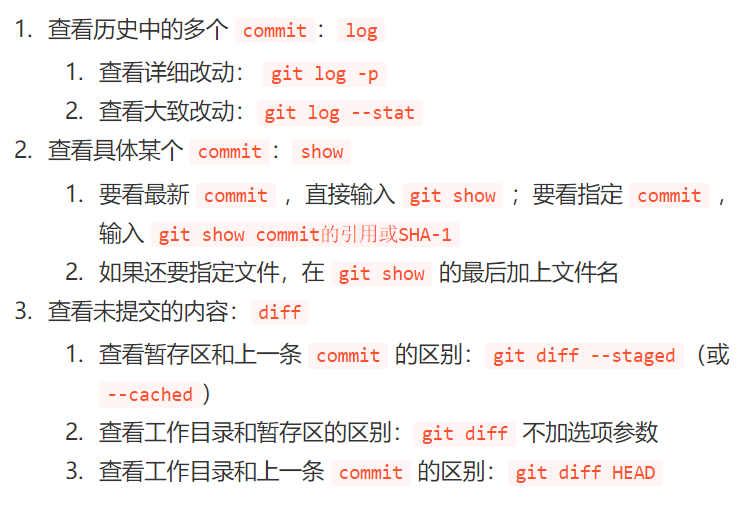 1. 查看历史中的多个 commit： log
1. 查看详细改动： git log -p
2. 查看大致改动：git log --stat
2. 查看具体某个 commit： show
1. 要看最新 commit ，直接输入 git show ；要看指定 commit ，
输入 git show commit的引用或SHA-1
2. 如果还要指定文件，在 git show 的最后加上文件名
3. 查看未提交的内容：diff
1. 查看暂存区和上一条 commit 的区别：git diff --staged（或
--cached ）
2. 查看工作目录和暂存区的区别：git diff 不加选项参数
3. 查看工作目录和上一条 commit 的区别：git diff HEAD